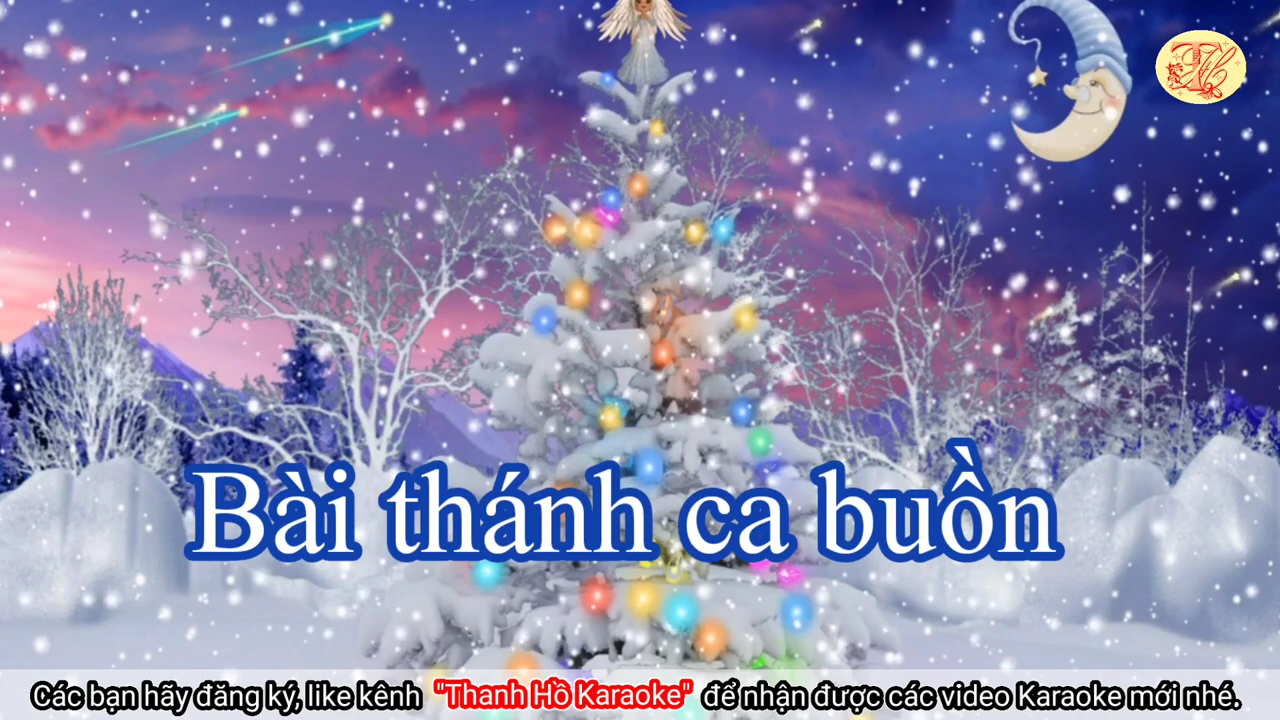 Bài thánh ca buồn
Các bạn hãy đăng ký, like kênh "Thanh Hồ Karaoke" để nhận được các video Karaoke mới nhé.